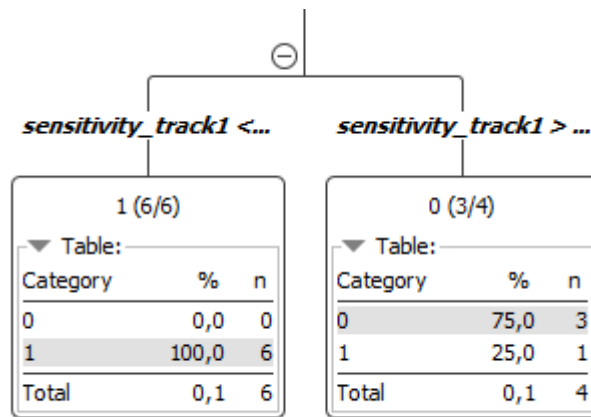 sensitivity_track1 <...
sensitivity_track1 > ...
1 (6/6)
Table:
Category % n
0 0,0 0
1 100,0 6
Total 0,1 6
0 (3/4)
Table:
Category % n
0 75,0 3
1 25,0 1
Total 0,1 4